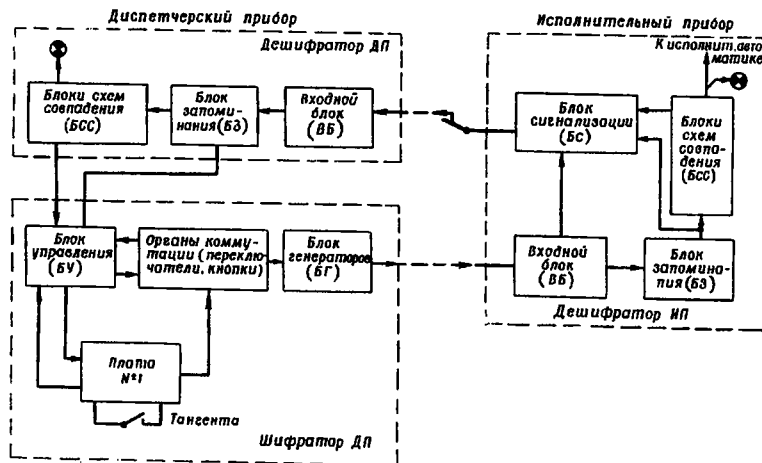 Диспетчерский прибор
Исполнительный прибор
Дешифратор ДП
К исполнит. авто
матике
Блоки схем
совпадения
(БСС)
Блок
запоми-
нания (БЗ)
Входной
блок
(ВБ)
Блок
сигнализации
(БС)
Блоки
схем
совпа-
дения
(БСС)
Блок
управления
(БУ)
Органы комму-
тации (переклю-
чатели, кнопки)
Блок
генераторов
(БГ)
Входной
блок
(ВБ)
Блок
запомина-
пия (БЗ)
Дешифратор ИП
Плата
№1
Тангента
Шифратор ДП